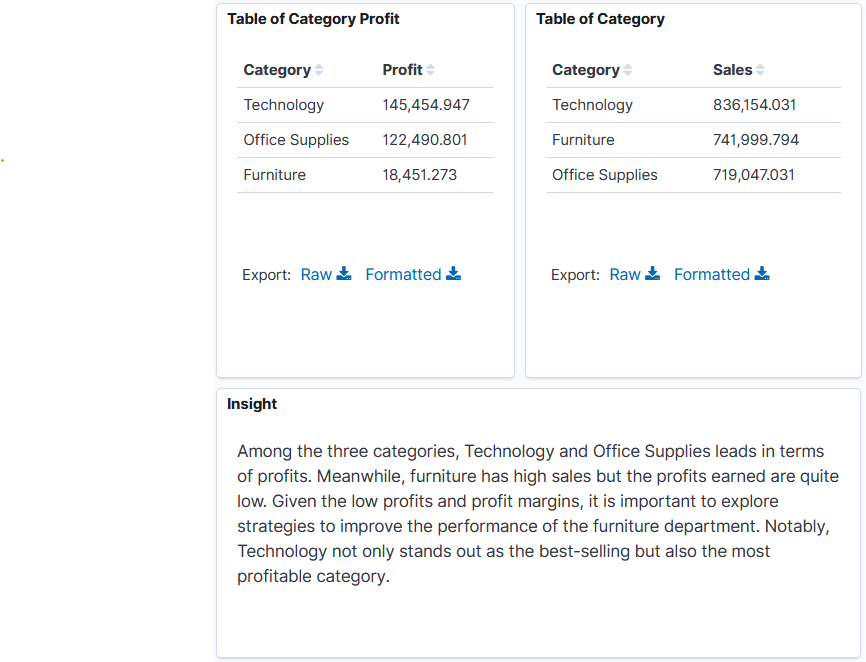 Table of Category Profit
Category Profit
Technology 145,454.947
Office Supplies 122,490.801
Furniture 18,451.273
Export: Raw Formatted
Table of Category
Category Sales
Technology 836,154.031
Furniture 741,999.794
Office Supplies 719,047.031
Export: Raw Formatted
Insight
Among the three categories, Technology and Office Supplies leads in terms
of profits. Meanwhile, furniture has high sales but the profits earned are quite
low. Given the low profits and profit margins, it is important to explore
strategies to improve the performance of the furniture department. Notably,
Technology not only stands out as the best-selling but also the most
profitable category.